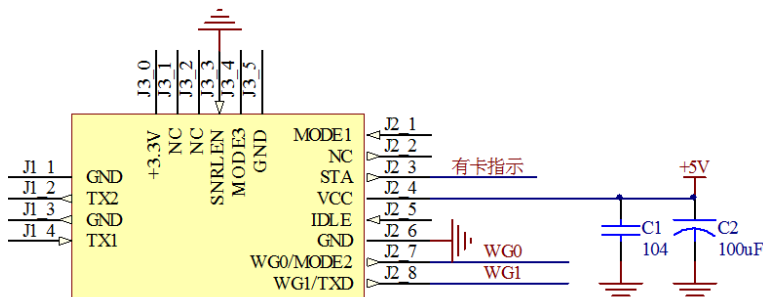 J3_0
J3_1
J3_2
J3_3
J3_4
J3_5
+3.3V
NC
NC
SNRLEN
MODE3
GND
J1_1 GND
J1_2 TX2
J1_3 GND
J1_4 TX1
MODE1 J2_1
NC J2_2
STA J2_3 有卡指示
VCC J2_4 +5V
IDLE J2_5
GND J2_6
WG0/MODE2 J2_7 WG0
WG1/TXD J2_8 WG1
C1
104
C2
100uF